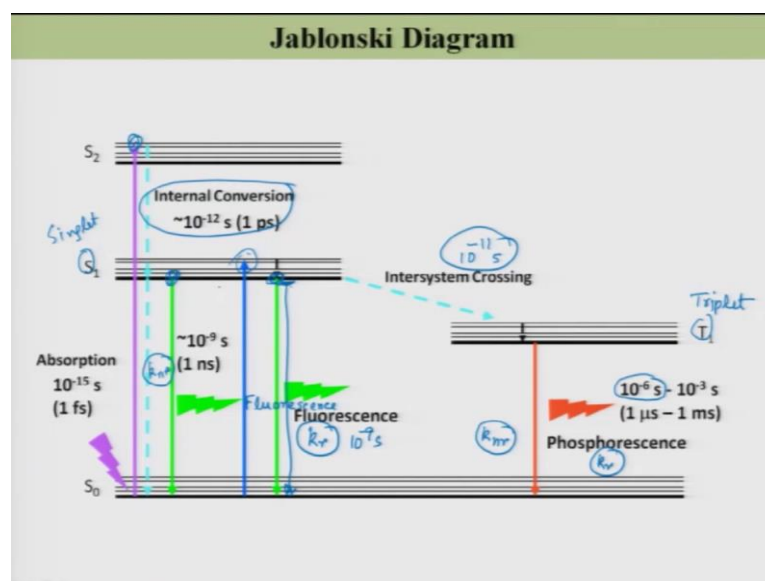 Jablonski Diagram
S₂
Internal Conversion
~10⁻¹² s (1 ps)
Singlet
S₁
10⁻¹¹ s
Intersystem Crossing
Triplet
T₁
~10⁻⁹ s
(1 ns)
Absorption
10⁻¹⁵ s
(1 fs)
knr
Fluorescence
Fluorescence
kr 10⁻⁹s
10⁻⁶ s - 10⁻³ s
(1 µs – 1 ms)
knr
Phosphorescence
kr
S₀